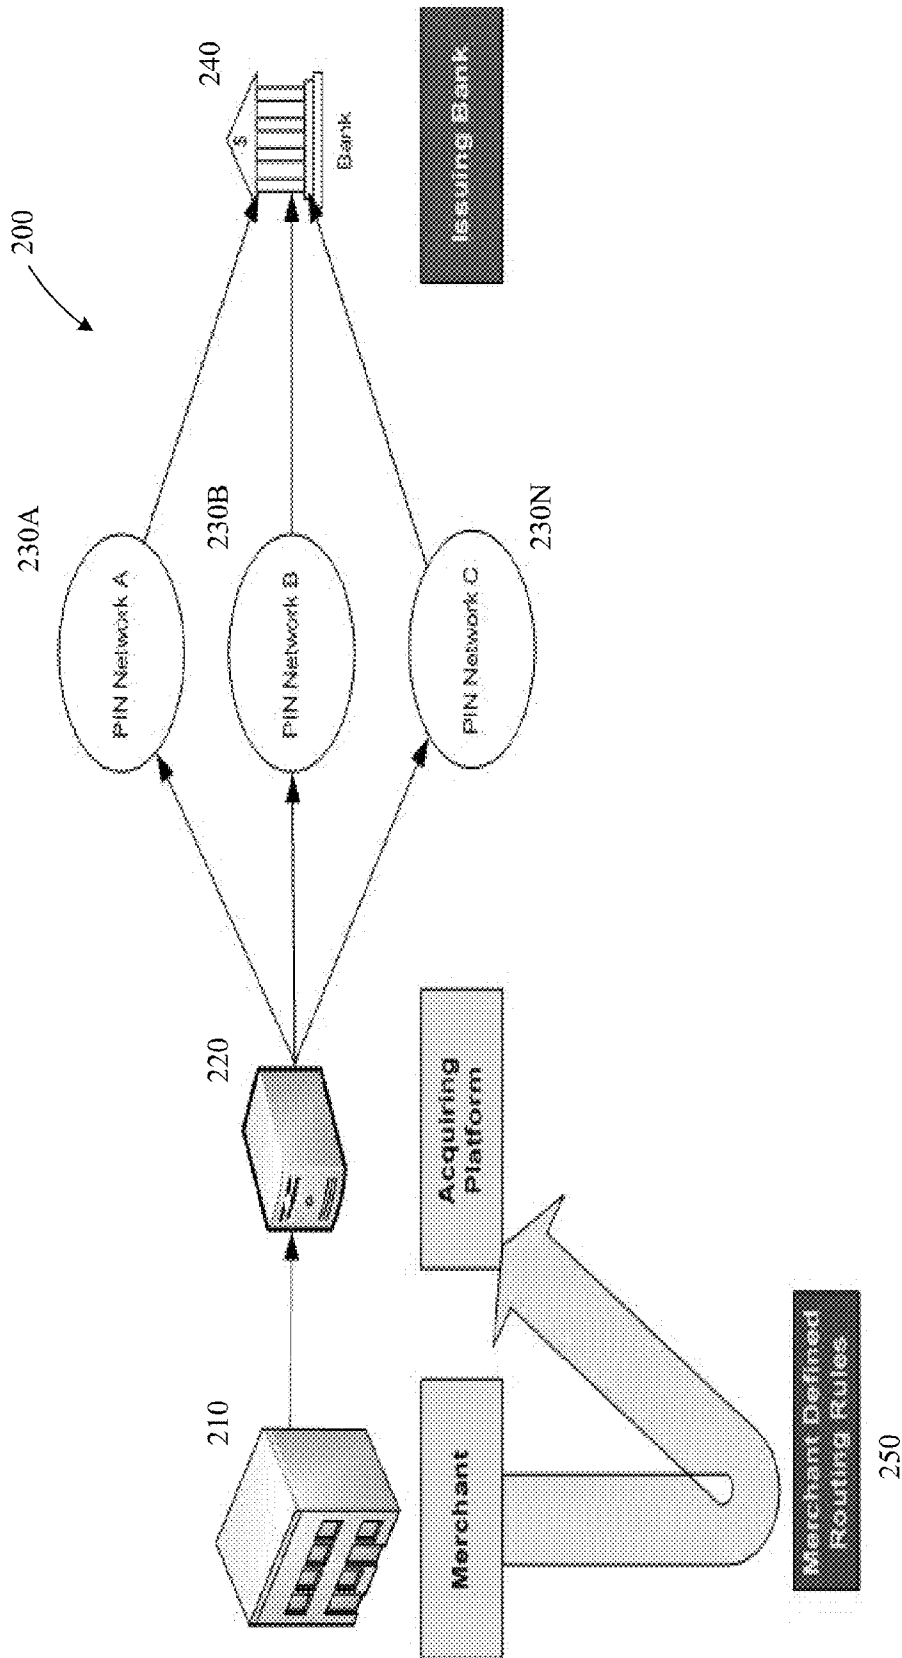 200
210
220
230A
PIN Network A
230B
PIN Network B
230N
PIN Network C
240
$
Bank
Merchant
Acquiring
Platform
Issuing Bank
Merchant Defined
Routing Rules
250